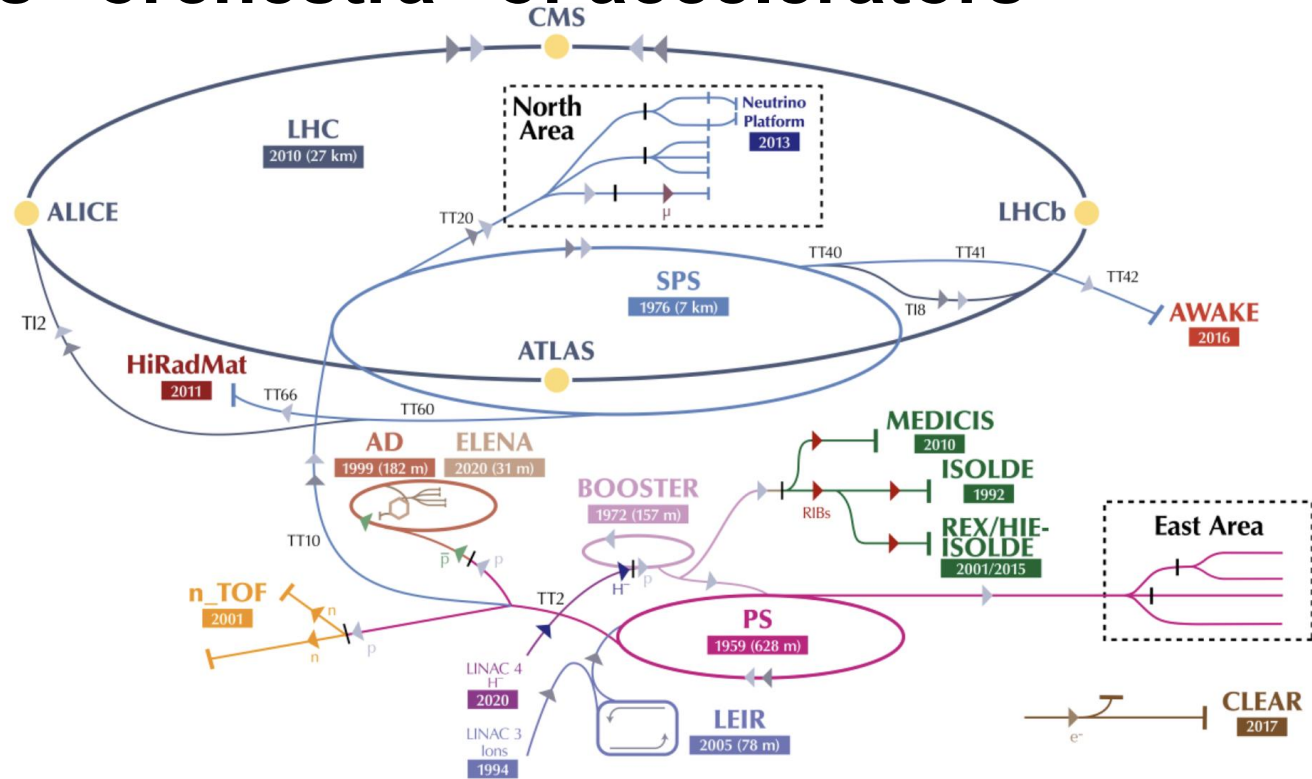 CMS
North
Area
Neutrino
Platform
2013
μ
LHC
2010 (27 km)
ALICE
LHCb
TT20
TT40
TT41
TT42
TI8
SPS
1976 (7 km)
AWAKE
2016
TI2
ATLAS
HiRadMat
2011
TT66
TT60
AD
1999 (182 m)
ELENA
2020 (31 m)
MEDICIS
2010
ISOLDE
1992
RIBs
REX/HIE-
ISOLDE
2001/2015
BOOSTER
1972 (157 m)
East Area
TT10
p̅
p
H⁻
p
n_TOF
2001
n
n
p
TT2
PS
1959 (628 m)
LINAC 4
H⁻
2020
LINAC 3
Ions
1994
LEIR
2005 (78 m)
CLEAR
2017
e⁻